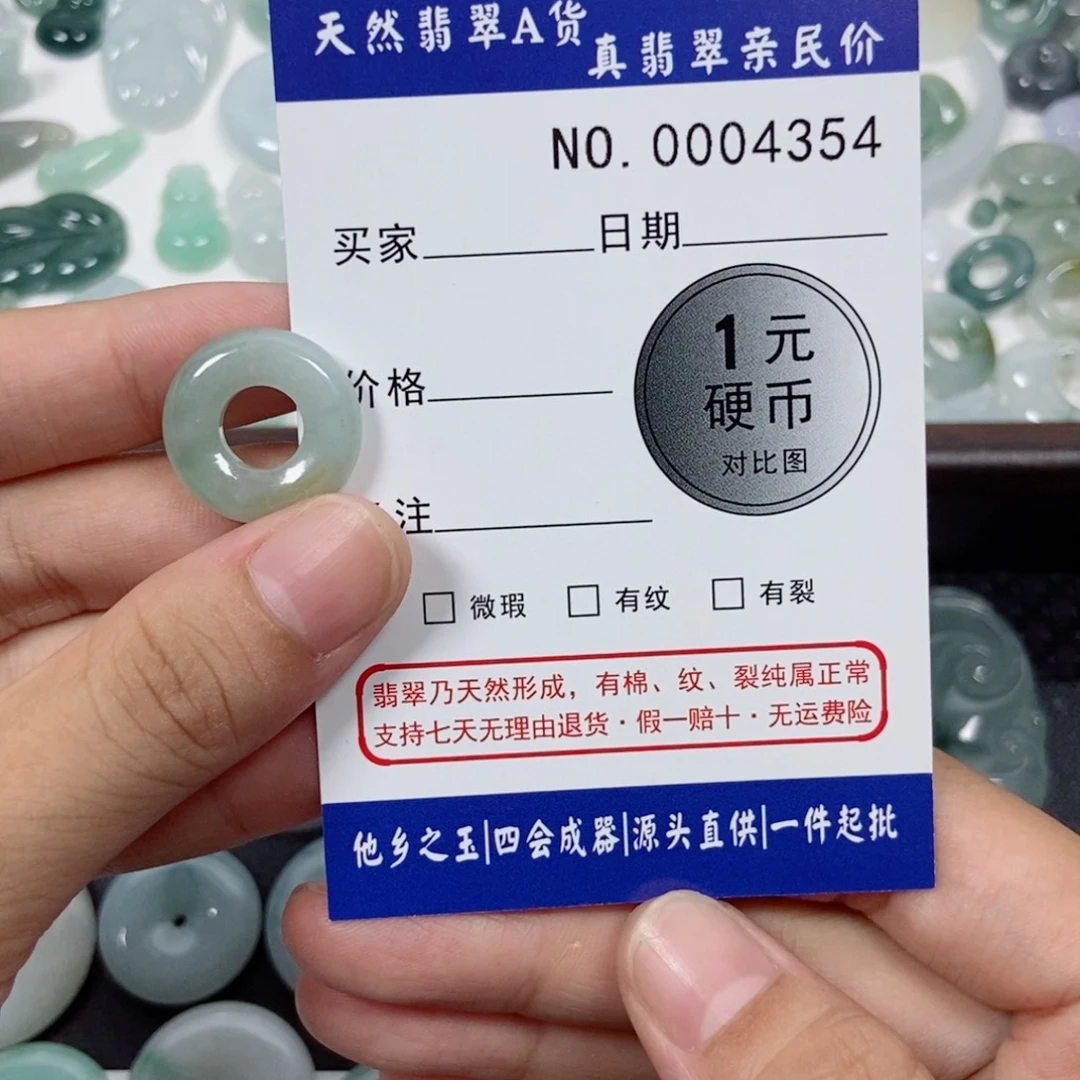 天然翡翠A货
真翡翠亲民价
NO. 0004354
买家 日期
价格
注
1元
硬币
对比图
□ 微瑕 □ 有纹 □ 有裂
翡翠乃天然形成，有棉、纹、裂纯属正常
支持七天无理由退货·假一赔十·无运费险
他乡之玉|四会成器|源头直供|一件起批